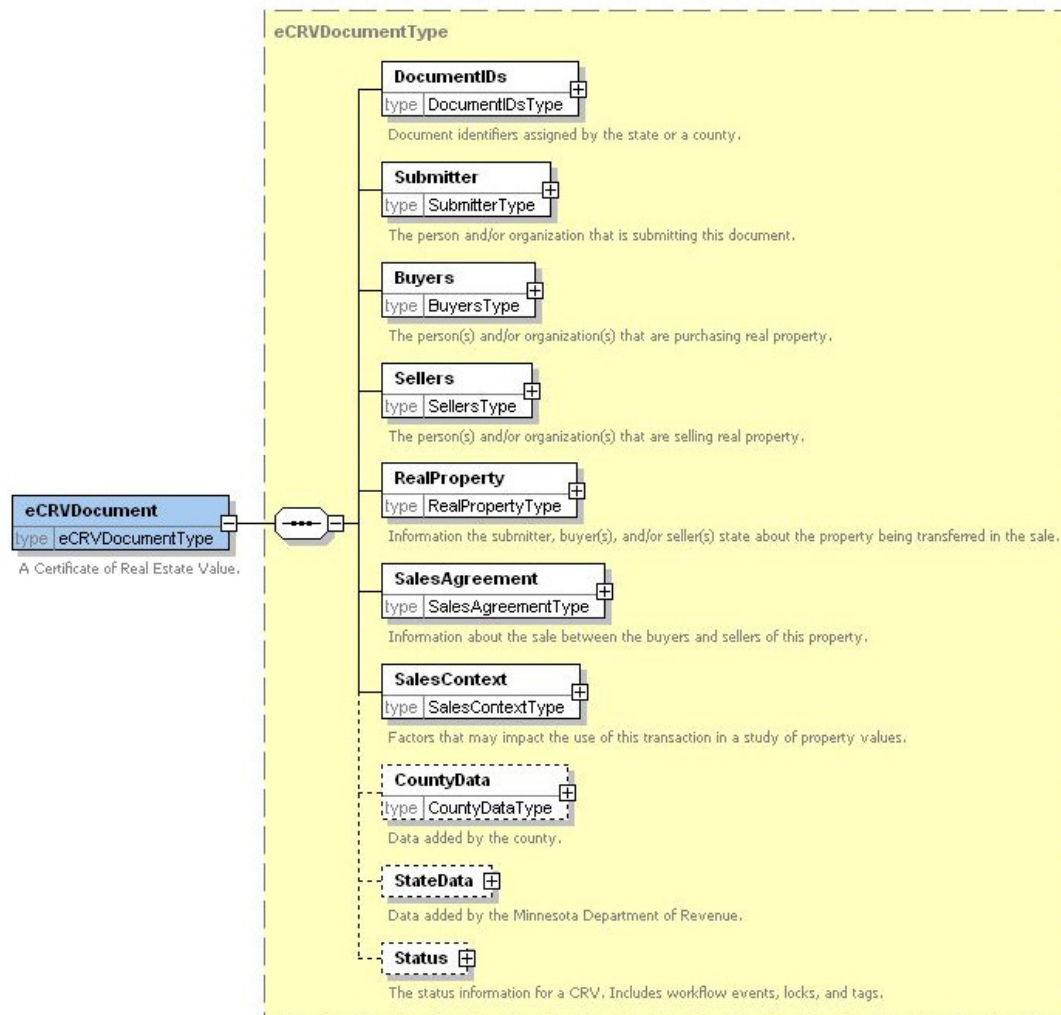 eCRVDocumentType
DocumentIDs
type DocumentIDsType
Document identifiers assigned by the state or a county.
Submitter
type SubmitterType
The person and/or organization that is submitting this document.
Buyers
type BuyersType
The person(s) and/or organization(s) that are purchasing real property.
Sellers
type SellersType
The person(s) and/or organization(s) that are selling real property.
eCRVDocument
type eCRVDocumentType
A Certificate of Real Estate Value.
RealProperty
type RealPropertyType
Information the submitter, buyer(s), and/or seller(s) state about the property being transferred in the sale.
SalesAgreement
type SalesAgreementType
Information about the sale between the buyers and sellers of this property.
SalesContext
type SalesContextType
Factors that may impact the use of this transaction in a study of property values.
CountyData
type CountyDataType
Data added by the county.
StateData
Data added by the Minnesota Department of Revenue.
Status
The status information for a CRV. Includes workflow events, locks, and tags.